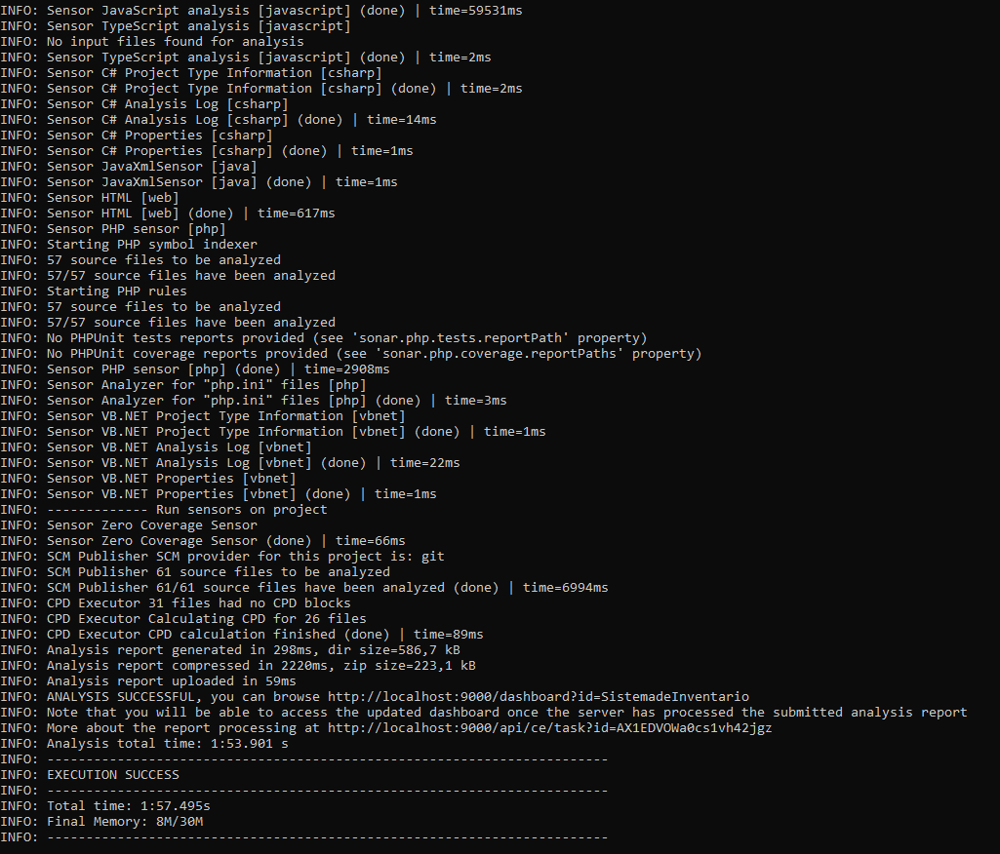 INFO: Sensor JavaScript analysis [javascript] (done) | time=59531ms
INFO: Sensor TypeScript analysis [javascript]
INFO: No input files found for analysis
INFO: Sensor TypeScript analysis [javascript] (done) | time=2ms
INFO: Sensor C# Project Type Information [csharp]
INFO: Sensor C# Project Type Information [csharp] (done) | time=2ms
INFO: Sensor C# Analysis Log [csharp]
INFO: Sensor C# Analysis Log [csharp] (done) | time=14ms
INFO: Sensor C# Properties [csharp]
INFO: Sensor C# Properties [csharp] (done) | time=1ms
INFO: Sensor JavaXmlSensor [java]
INFO: Sensor JavaXmlSensor [java] (done) | time=1ms
INFO: Sensor HTML [web]
INFO: Sensor HTML [web] (done) | time=617ms
INFO: Sensor PHP sensor [php]
INFO: Starting PHP symbol indexer
INFO: 57 source files to be analyzed
INFO: 57/57 source files have been analyzed
INFO: Starting PHP rules
INFO: 57 source files to be analyzed
INFO: 57/57 source files have been analyzed
INFO: No PHPUnit tests reports provided (see 'sonar.php.tests.reportPath' property)
INFO: No PHPUnit coverage reports provided (see 'sonar.php.coverage.reportPaths' property)
INFO: Sensor PHP sensor [php] (done) | time=2908ms
INFO: Sensor Analyzer for "php.ini" files [php]
INFO: Sensor Analyzer for "php.ini" files [php] (done) | time=3ms
INFO: Sensor VB.NET Project Type Information [vbnet]
INFO: Sensor VB.NET Project Type Information [vbnet] (done) | time=1ms
INFO: Sensor VB.NET Analysis Log [vbnet]
INFO: Sensor VB.NET Analysis Log [vbnet] (done) | time=22ms
INFO: Sensor VB.NET Properties [vbnet]
INFO: Sensor VB.NET Properties [vbnet] (done) | time=1ms
INFO: ------------- Run sensors on project
INFO: Sensor Zero Coverage Sensor
INFO: Sensor Zero Coverage Sensor (done) | time=66ms
INFO: SCM Publisher SCM provider for this project is: git
INFO: SCM Publisher 61 source files to be analyzed
INFO: SCM Publisher 61/61 source files have been analyzed (done) | time=6994ms
INFO: CPD Executor 31 files had no CPD blocks
INFO: CPD Executor Calculating CPD for 26 files
INFO: CPD Executor CPD calculation finished (done) | time=89ms
INFO: Analysis report generated in 298ms, dir size=586,7 kB
INFO: Analysis report compressed in 2220ms, zip size=223,1 kB
INFO: Analysis report uploaded in 59ms
INFO: ANALYSIS SUCCESSFUL, you can browse http://localhost:9000/dashboard?id=SistemadeInventario
INFO: Note that you will be able to access the updated dashboard once the server has processed the submitted analysis report
INFO: More about the report processing at http://localhost:9000/api/ce/task?id=AX1EDVOWa0cs1vh42jgz
INFO: Analysis total time: 1:53.901 s
INFO: ------------------------------------------------------------------------
INFO: EXECUTION SUCCESS
INFO: ------------------------------------------------------------------------
INFO: Total time: 1:57.495s
INFO: Final Memory: 8M/30M
INFO: ------------------------------------------------------------------------